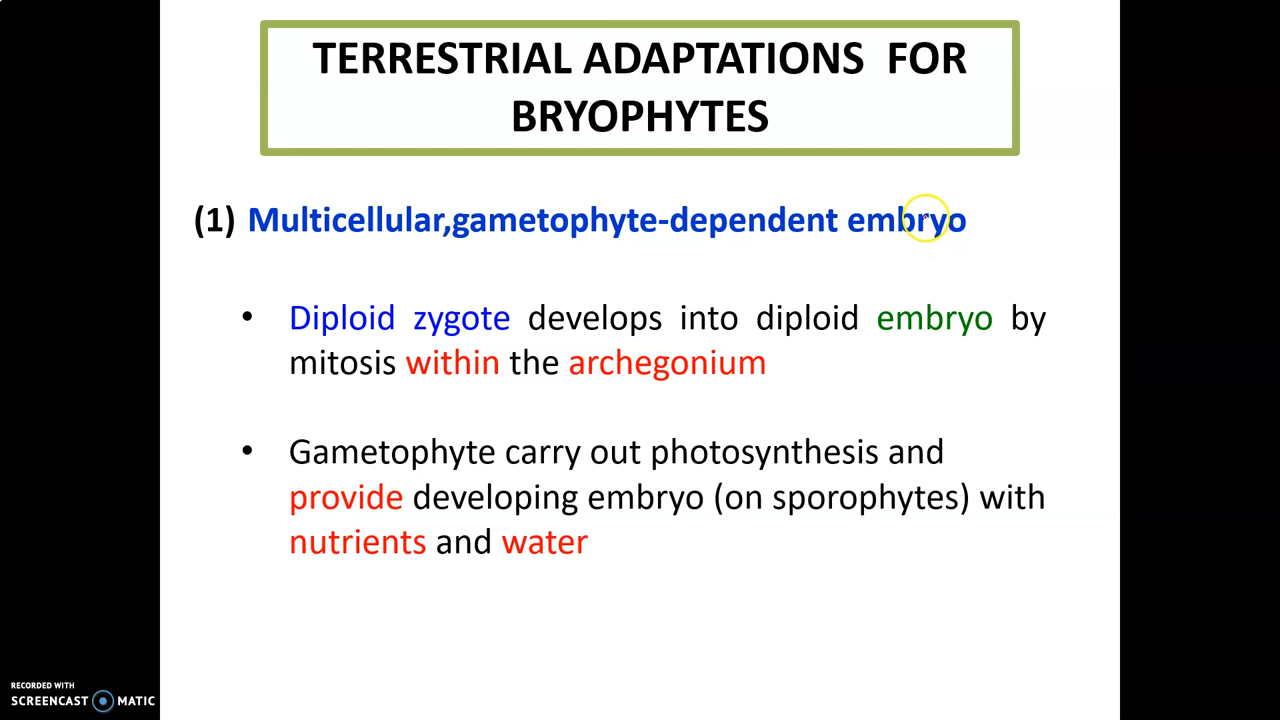 TERRESTRIAL ADAPTATIONS FOR
BRYOPHYTES
(1) Multicellular,gametophyte-dependent embryo
• Diploid zygote develops into diploid embryo by
mitosis within the archegonium
• Gametophyte carry out photosynthesis and
provide developing embryo (on sporophytes) with
nutrients and water
RECORDED WITH
SCREENCAST MATIC